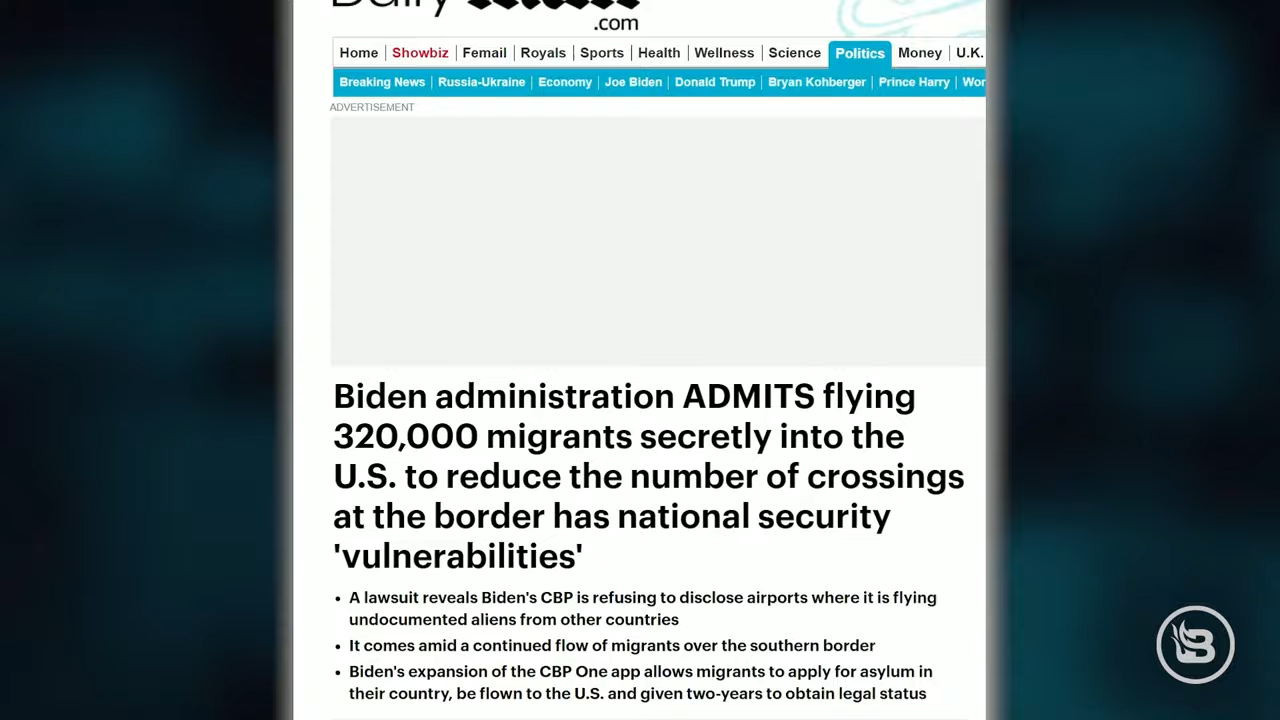 Daily
.com
Home Showbiz Femail Royals Sports Health Wellness Science Politics Money U.K.
Breaking News Russia-Ukraine Economy Joe Biden Donald Trump Bryan Kohberger Prince Harry
ADVERTISEMENT
Biden administration ADMITS flying
320,000 migrants secretly into the
U.S. to reduce the number of crossings
at the border has national security
'vulnerabilities'
• A lawsuit reveals Biden's CBP is refusing to disclose airports where it is flying
undocumented aliens from other countries
• It comes amid a continued flow of migrants over the southern border
• Biden's expansion of the CBP One app allows migrants to apply for asylum in
their country, be flown to the U.S. and given two-years to obtain legal status
B